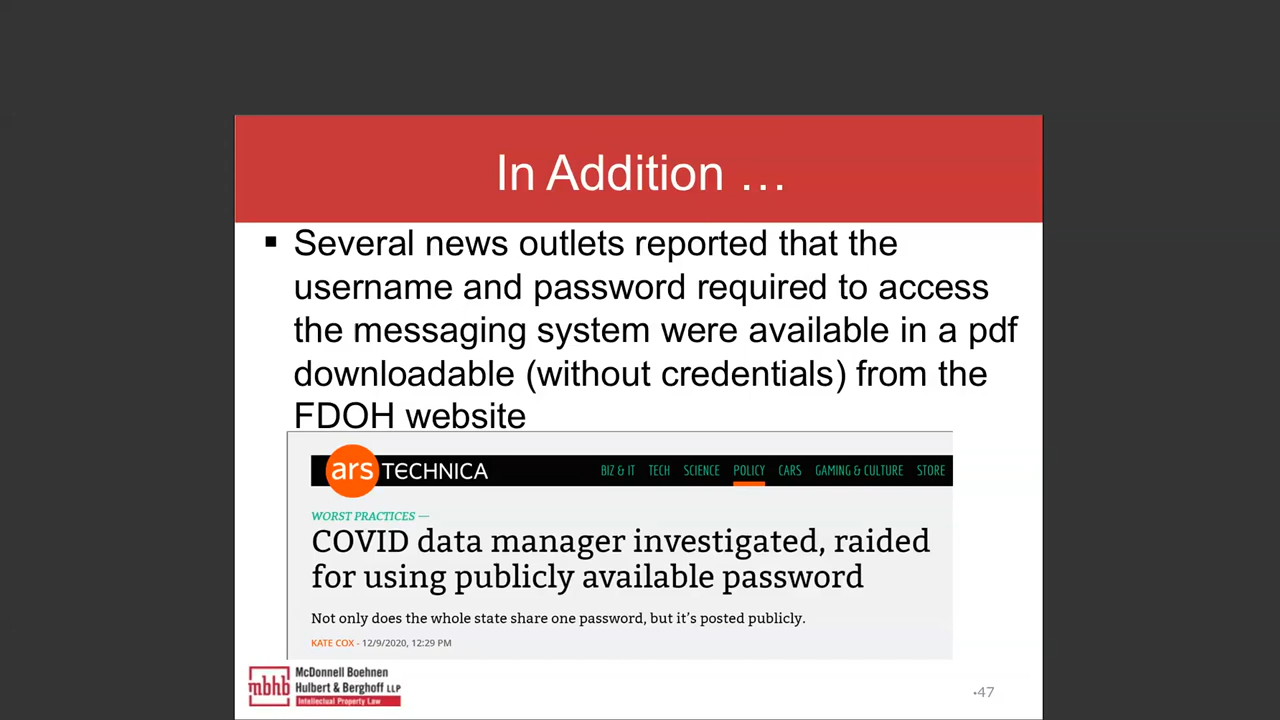 In Addition …
▪ Several news outlets reported that the
username and password required to access
the messaging system were available in a pdf
downloadable (without credentials) from the
FDOH website
ars TECHNICA BIZ & IT TECH SCIENCE POLICY CARS GAMING & CULTURE STORE
WORST PRACTICES —
COVID data manager investigated, raided
for using publicly available password
Not only does the whole state share one password, but it’s posted publicly.
KATE COX - 12/9/2020, 12:29 PM
mbhb McDonnell Boehnen
Hulbert & Berghoff LLP
Intellectual Property Law
•47